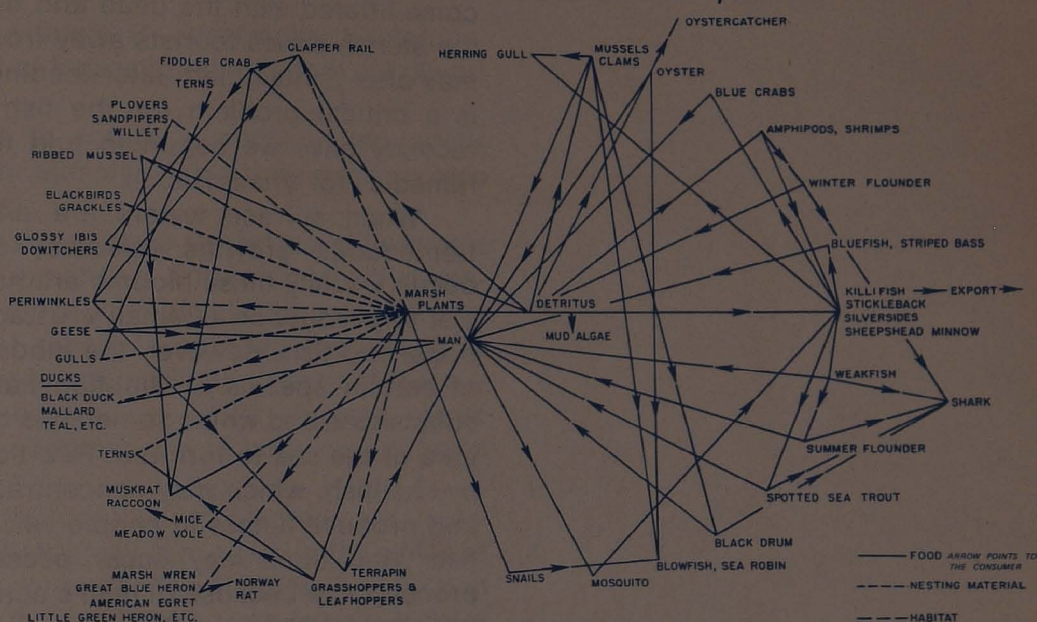 OYSTERCATCHER
CLAPPER RAIL
HERRING GULL
MUSSELS
CLAMS
FIDDLER CRAB
OYSTER
TERNS
BLUE CRABS
PLOVERS
SANDPIPERS
WILLET
AMPHIPODS, SHRIMPS
RIBBED MUSSEL
WINTER FLOUNDER
BLACKBIRDS
GRACKLES
GLOSSY IBIS
DOWITCHERS
BLUEFISH, STRIPED BASS
PERIWINKLES
MARSH
PLANTS
DETRITUS
KILLIFISH
EXPORT
STICKLEBACK
SILVERSIDES
SHEEPSHEAD MINNOW
GEESE
MAN
MUD ALGAE
GULLS
DUCKS
BLACK DUCK
MALLARD
TEAL, ETC.
WEAKFISH
SHARK
TERNS
SUMMER FLOUNDER
MUSKRAT
RACCOON
SPOTTED SEA TROUT
MICE
MEADOW VOLE
BLACK DRUM
MARSH WREN
GREAT BLUE HERON
AMERICAN EGRET
LITTLE GREEN HERON, ETC.
NORWAY
RAT
TERRAPIN
GRASSHOPPERS &
LEAFHOPPERS
SNAILS
MOSQUITO
BLOWFISH, SEA ROBIN
FOOD ARROW POINTS TO
THE CONSUMER
NESTING MATERIAL
HABITAT